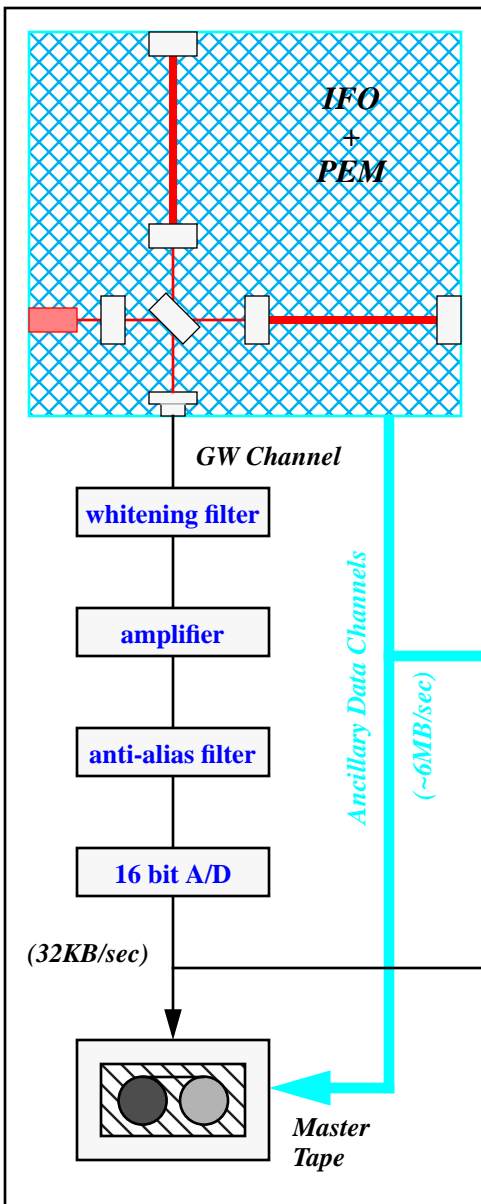 IFO
+
PEM
GW Channel
whitening filter
amplifier
anti-alias filter
16 bit A/D
(32KB/sec)
Ancillary Data Channels
(~6MB/sec)
Master
Tape